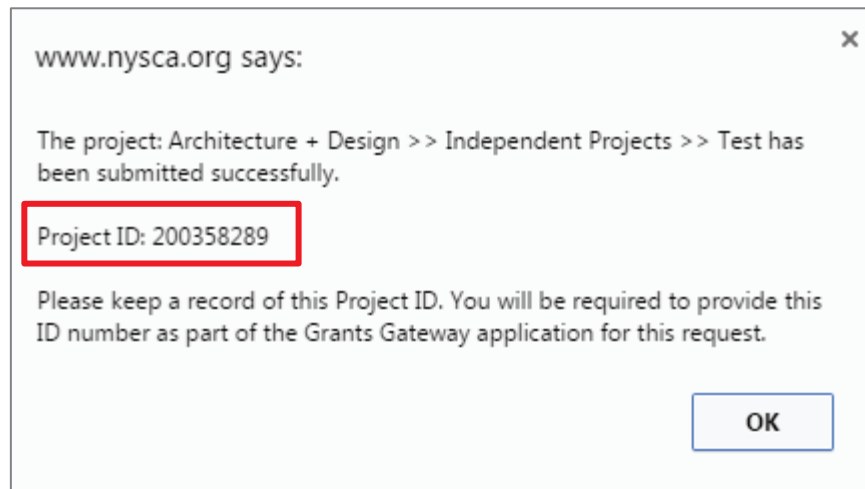 www.nysca.org says:
The project: Architecture + Design >> Independent Projects >> Test has
been submitted successfully.
Project ID: 200358289
Please keep a record of this Project ID. You will be required to provide this
ID number as part of the Grants Gateway application for this request.
OK